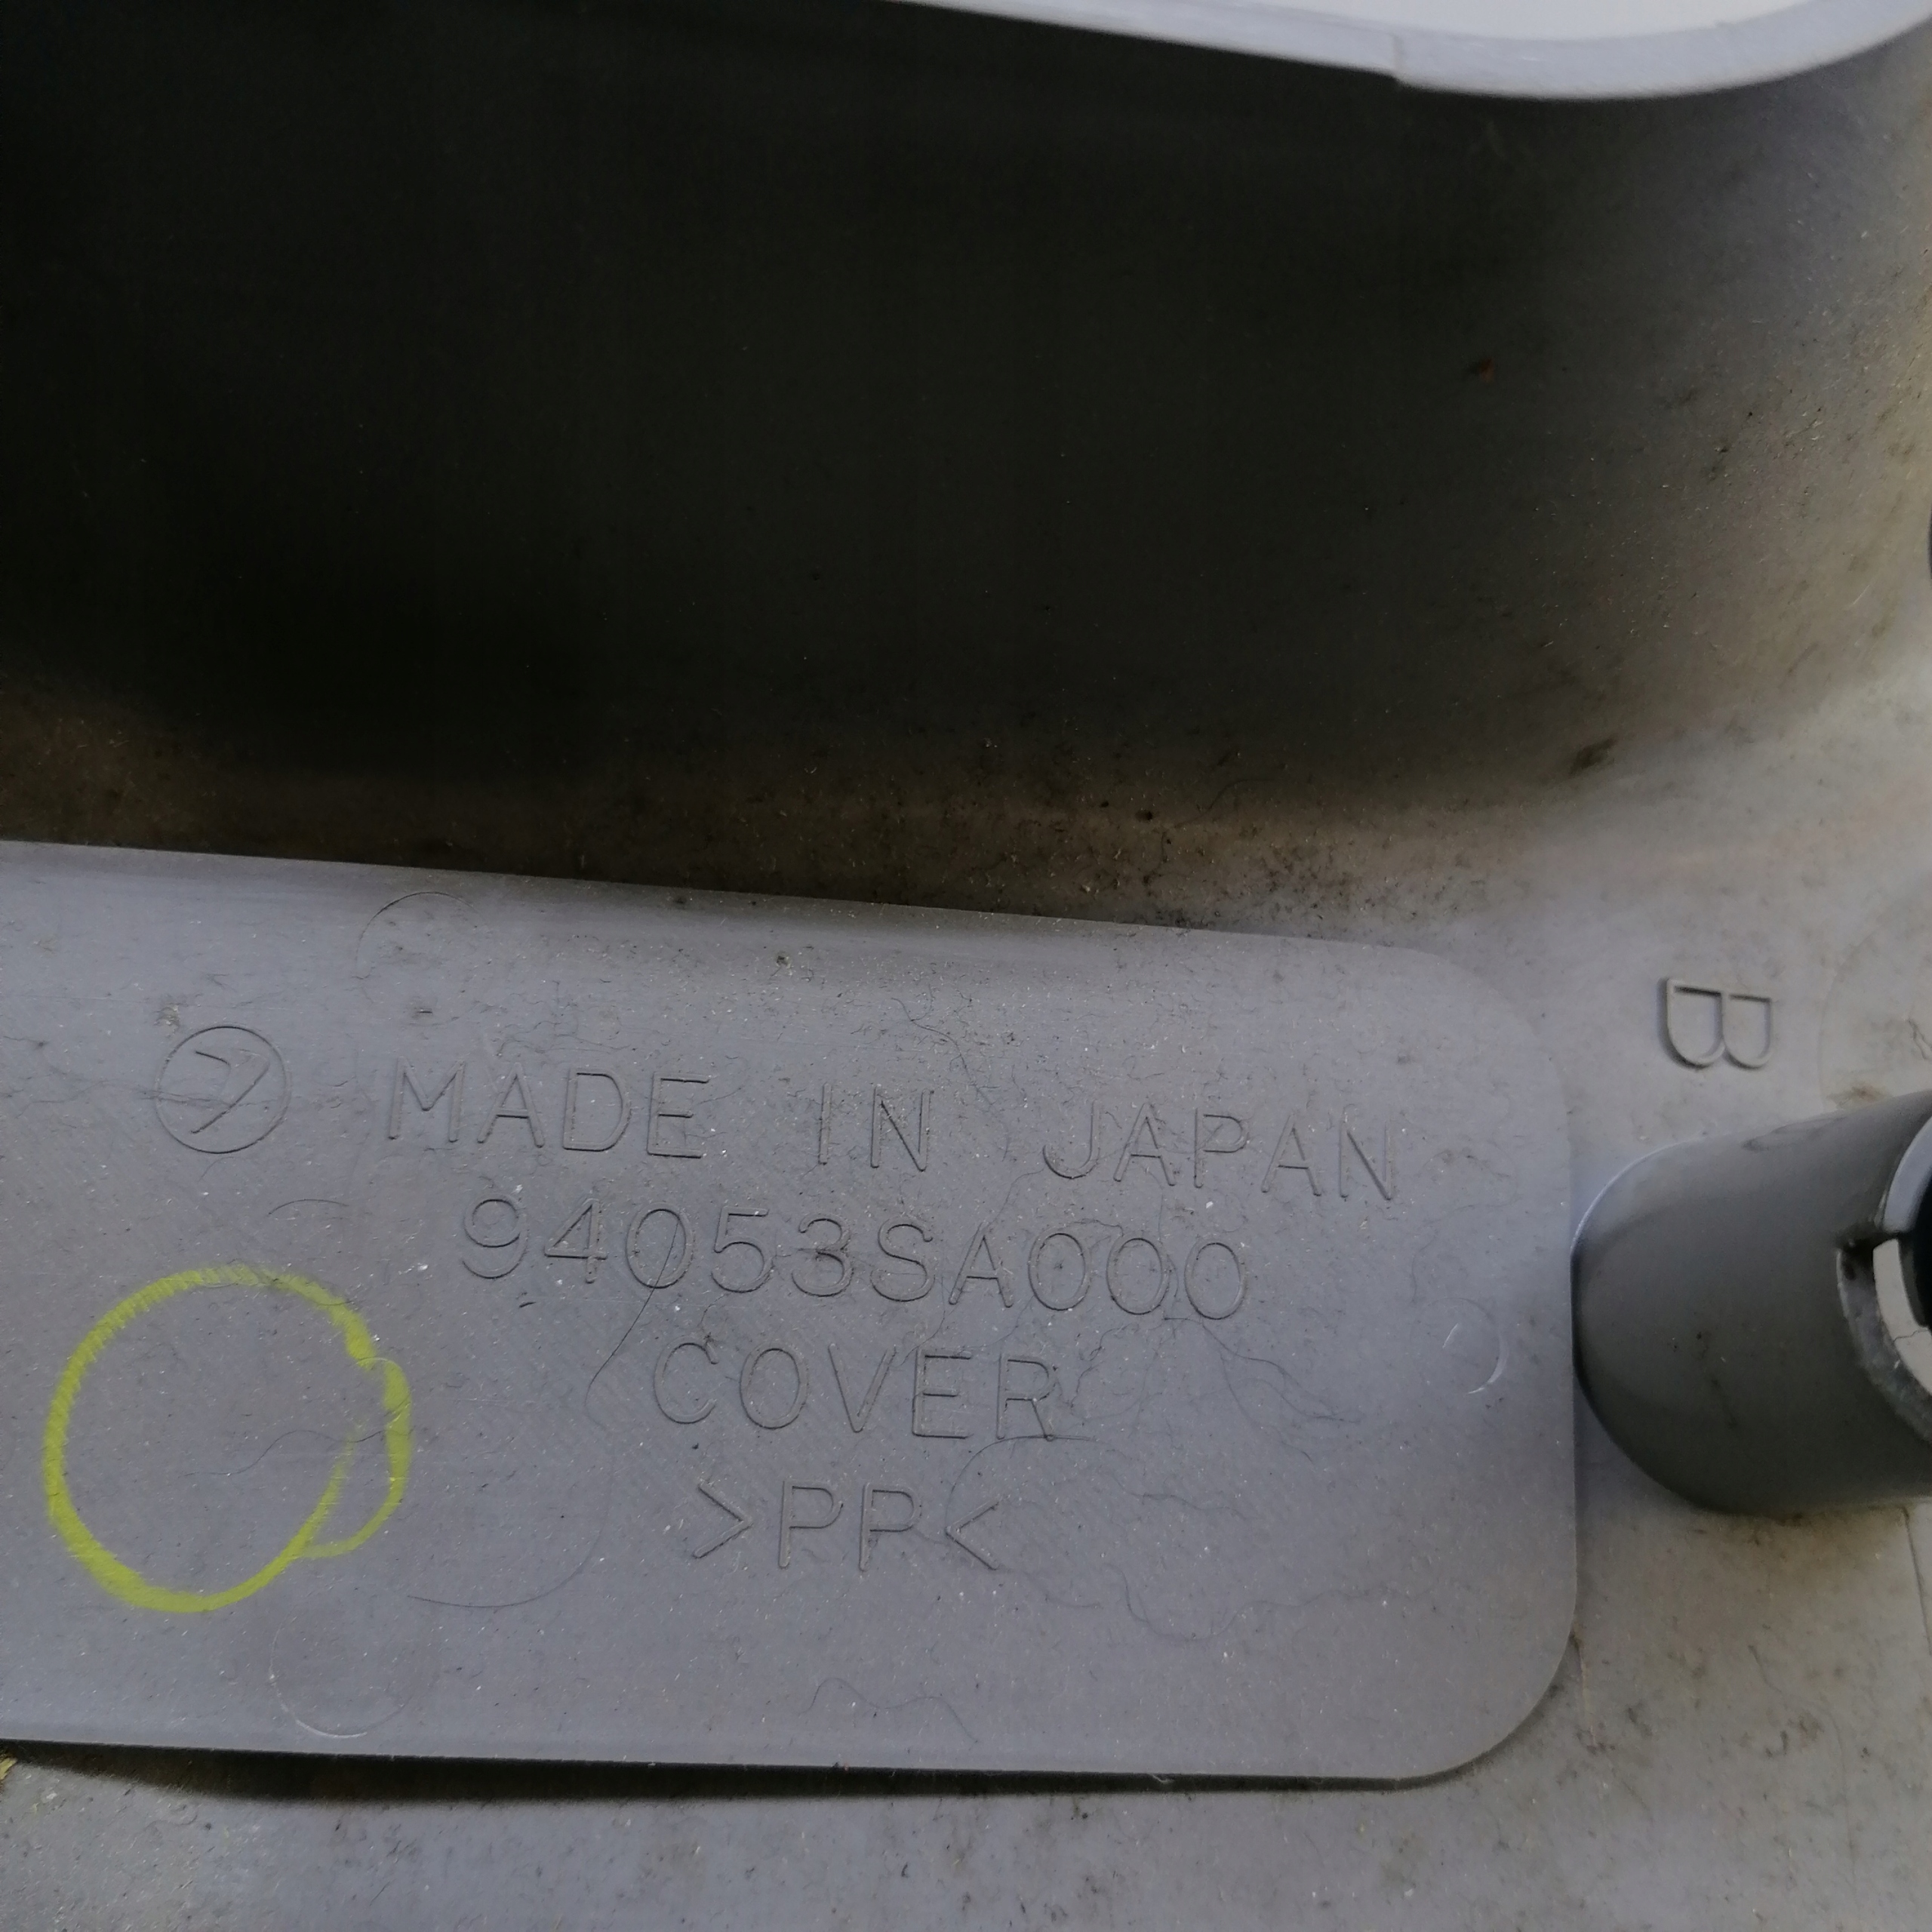 MADE IN JAPAN
94053SA000
COVER
>PP<
B